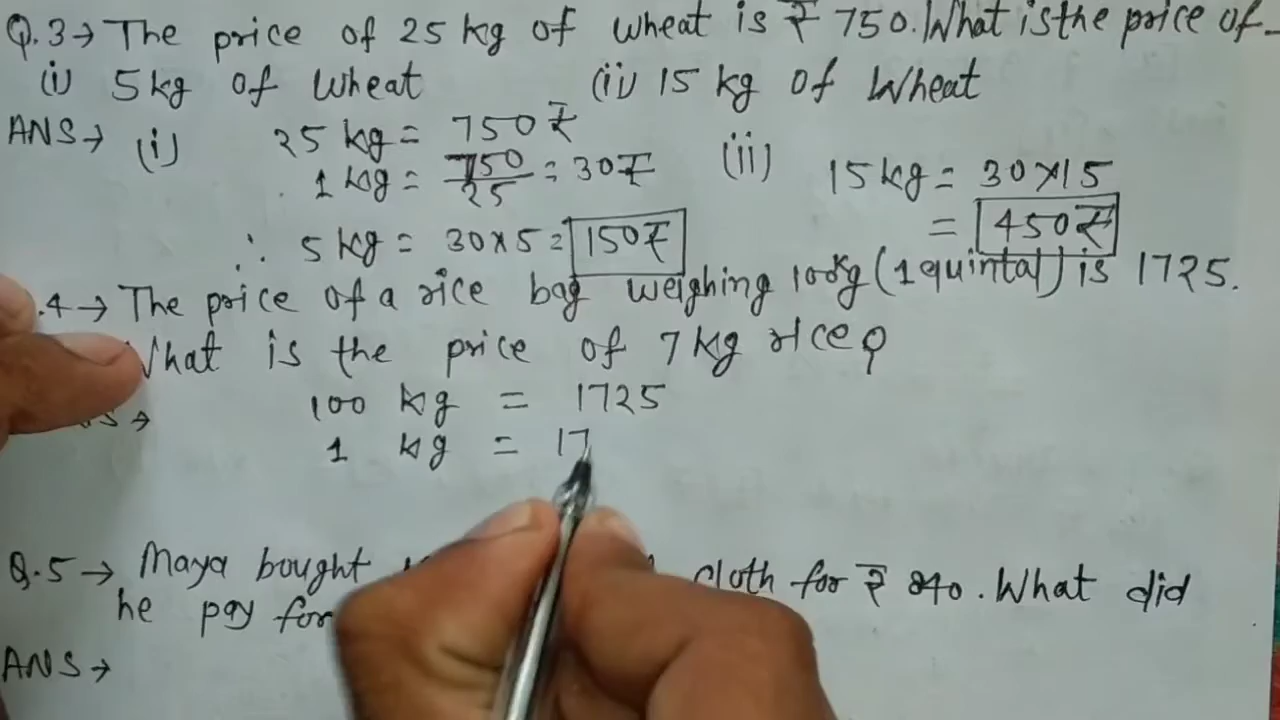 Q.3→ The price of 25 kg of wheat is ₹ 750. What is the price of-
(i) 5kg of wheat (ii) 15 kg of Wheat
ANS→ (i) 25 kg = 750₹
1 kg = 750/25 = 30₹
∴ 5 kg = 30×5 = 150₹
(ii) 15kg = 30×15
= 450₹
.4→ The price of a rice bag weighing 100kg (1 quintal) is 1725.
What is the price of 7 kg rice?
100 kg = 1725
1 kg = 17
Q.5→ Maya bought cloth for ₹ 840. What did
he pay for
ANS→